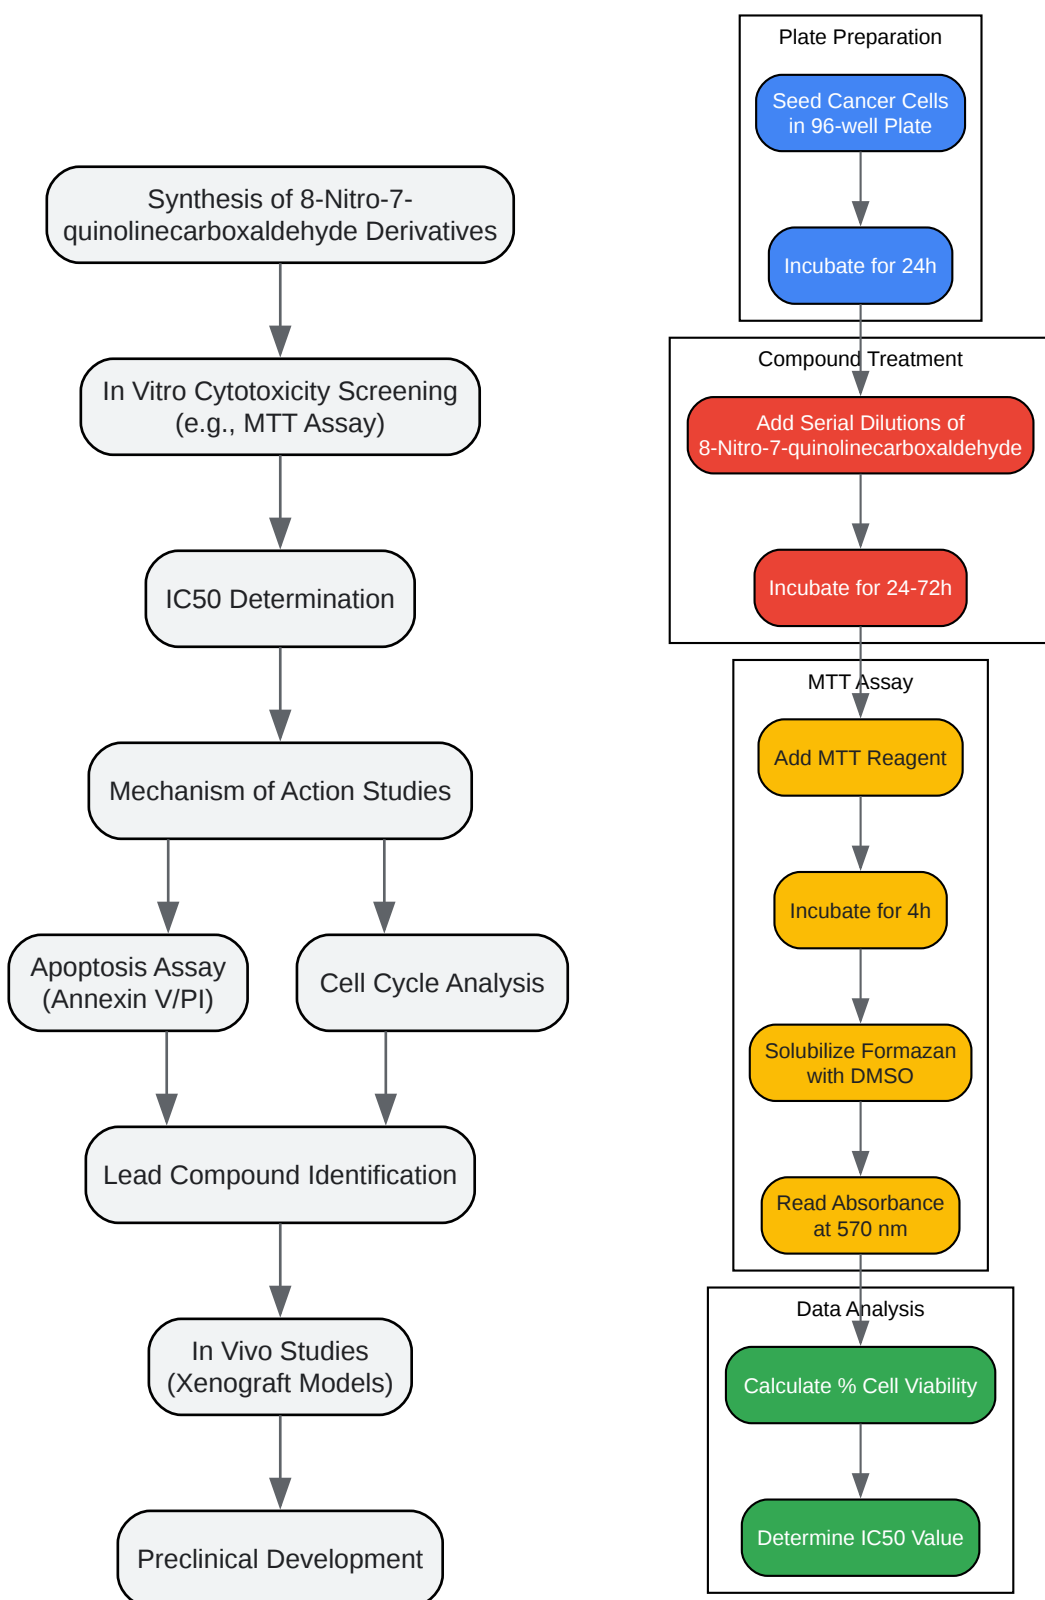 Synthesis of 8-Nitro-7-
quinolinecarboxaldehyde Derivatives
In Vitro Cytotoxicity Screening
(e.g., MTT Assay)
IC50 Determination
Mechanism of Action Studies
Apoptosis Assay
(Annexin V/PI)
Cell Cycle Analysis
Lead Compound Identification
In Vivo Studies
(Xenograft Models)
Preclinical Development
Plate Preparation
Seed Cancer Cells
in 96-well Plate
Incubate for 24h
Compound Treatment
Add Serial Dilutions of
8-Nitro-7-quinolinecarboxaldehyde
Incubate for 24-72h
MTT Assay
Add MTT Reagent
Incubate for 4h
Solubilize Formazan
with DMSO
Read Absorbance
at 570 nm
Data Analysis
Calculate % Cell Viability
Determine IC50 Value